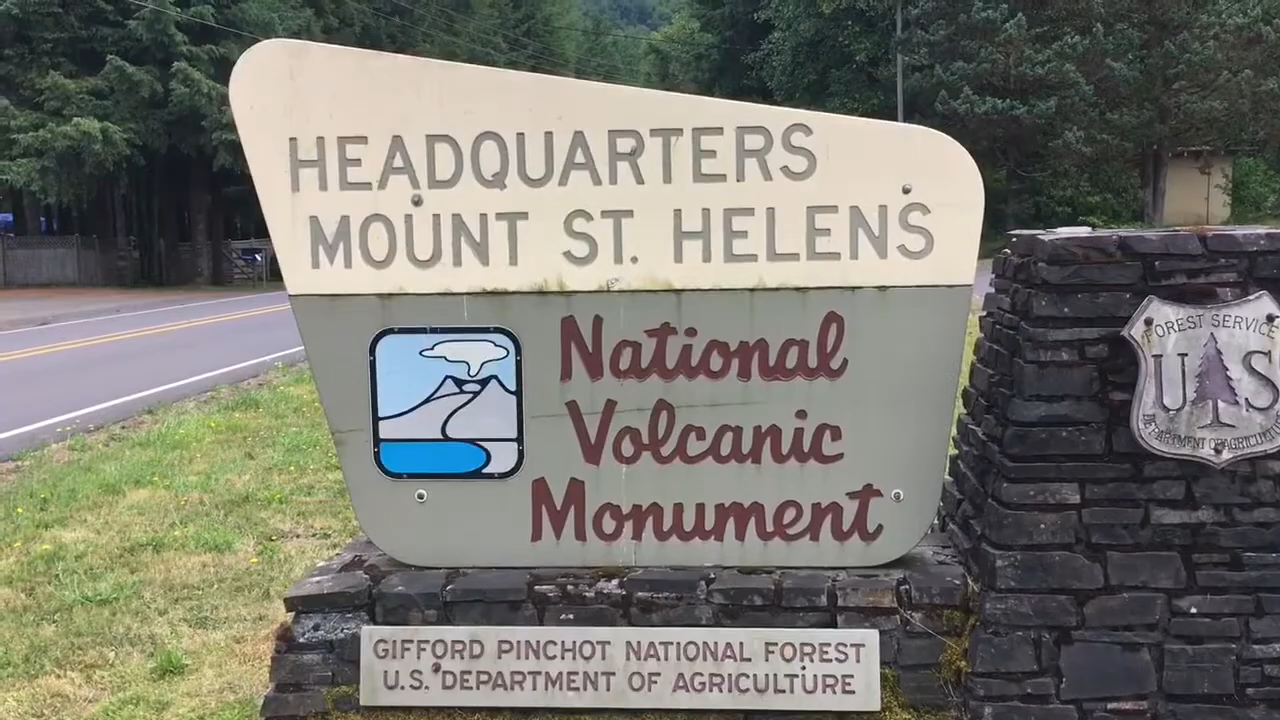 HEADQUARTERS
MOUNT ST. HELENS
National
Volcanic
Monument
GIFFORD PINCHOT NATIONAL FOREST
U.S. DEPARTMENT OF AGRICULTURE
FOREST SERVICE
U S
DEPARTMENT OF AGRICULTURE